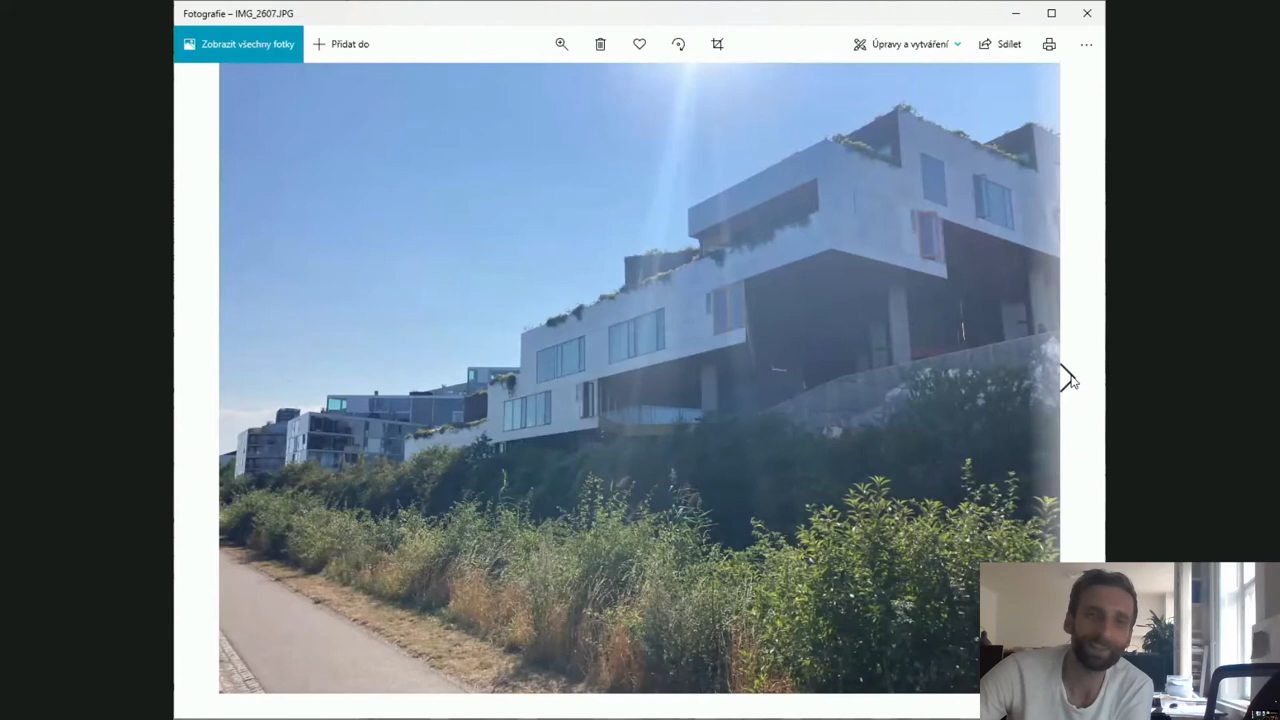 Fotografie – IMG_2607.JPG
Zobrazit všechny fotky
Přidat do
Úpravy a vytváření
Sdílet